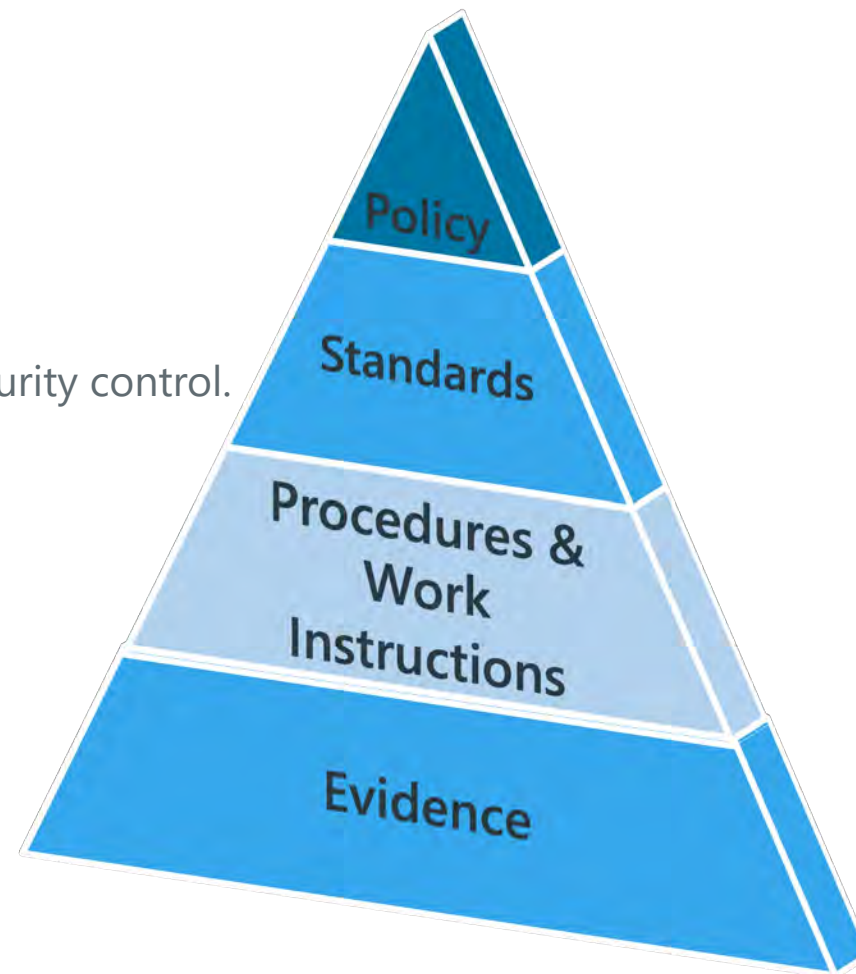 Policy
Standards
urity control.
Procedures &
Work
Instructions
Evidence